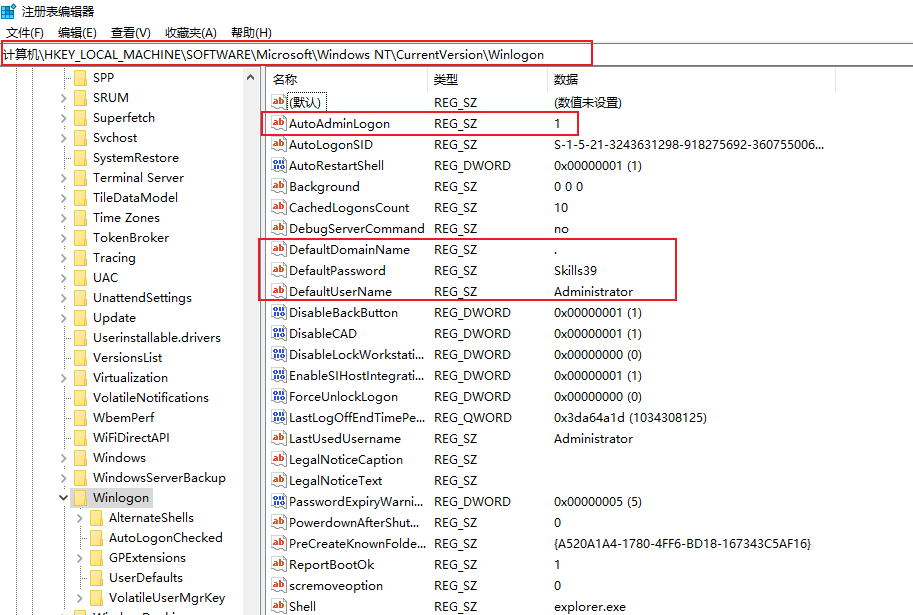 注册表编辑器
文件(F) 编辑(E) 查看(V) 收藏夹(A) 帮助(H)
计算机\HKEY_LOCAL_MACHINE\SOFTWARE\Microsoft\Windows NT\CurrentVersion\Winlogon
SPP
SRUM
Superfetch
Svchost
SystemRestore
Terminal Server
TileDataModel
Time Zones
TokenBroker
Tracing
UAC
UnattendSettings
Update
Userinstallable.drivers
VersionsList
Virtualization
VolatileNotifications
WbemPerf
WiFiDirectAPI
Windows
WindowsServerBackup
Winlogon
AlternateShells
AutoLogonChecked
GPExtensions
UserDefaults
VolatileUserMgrKey
名称 类型 数据
(默认) REG_SZ (数值未设置)
AutoAdminLogon REG_SZ 1
AutoLogonSID REG_SZ S-1-5-21-3243631298-918275692-360755006...
AutoRestartShell REG_DWORD 0x00000001 (1)
Background REG_SZ 0 0 0
CachedLogonsCount REG_SZ 10
DebugServerCommand REG_SZ no
DefaultDomainName REG_SZ .
DefaultPassword REG_SZ Skills39
DefaultUserName REG_SZ Administrator
DisableBackButton REG_DWORD 0x00000001 (1)
DisableCAD REG_DWORD 0x00000001 (1)
DisableLockWorkstati... REG_DWORD 0x00000000 (0)
EnableSIHostIntegrati... REG_DWORD 0x00000001 (1)
ForceUnlockLogon REG_DWORD 0x00000000 (0)
LastLogOffEndTimePe... REG_QWORD 0x3da64a1d (1034308125)
LastUsedUsername REG_SZ Administrator
LegalNoticeCaption REG_SZ
LegalNoticeText REG_SZ
PasswordExpiryWarni... REG_DWORD 0x00000005 (5)
PowerdownAfterShut... REG_SZ 0
PreCreateKnownFolde... REG_SZ {A520A1A4-1780-4FF6-BD18-167343C5AF16}
ReportBootOk REG_SZ 1
scremoveoption REG_SZ 0
Shell REG_SZ explorer.exe